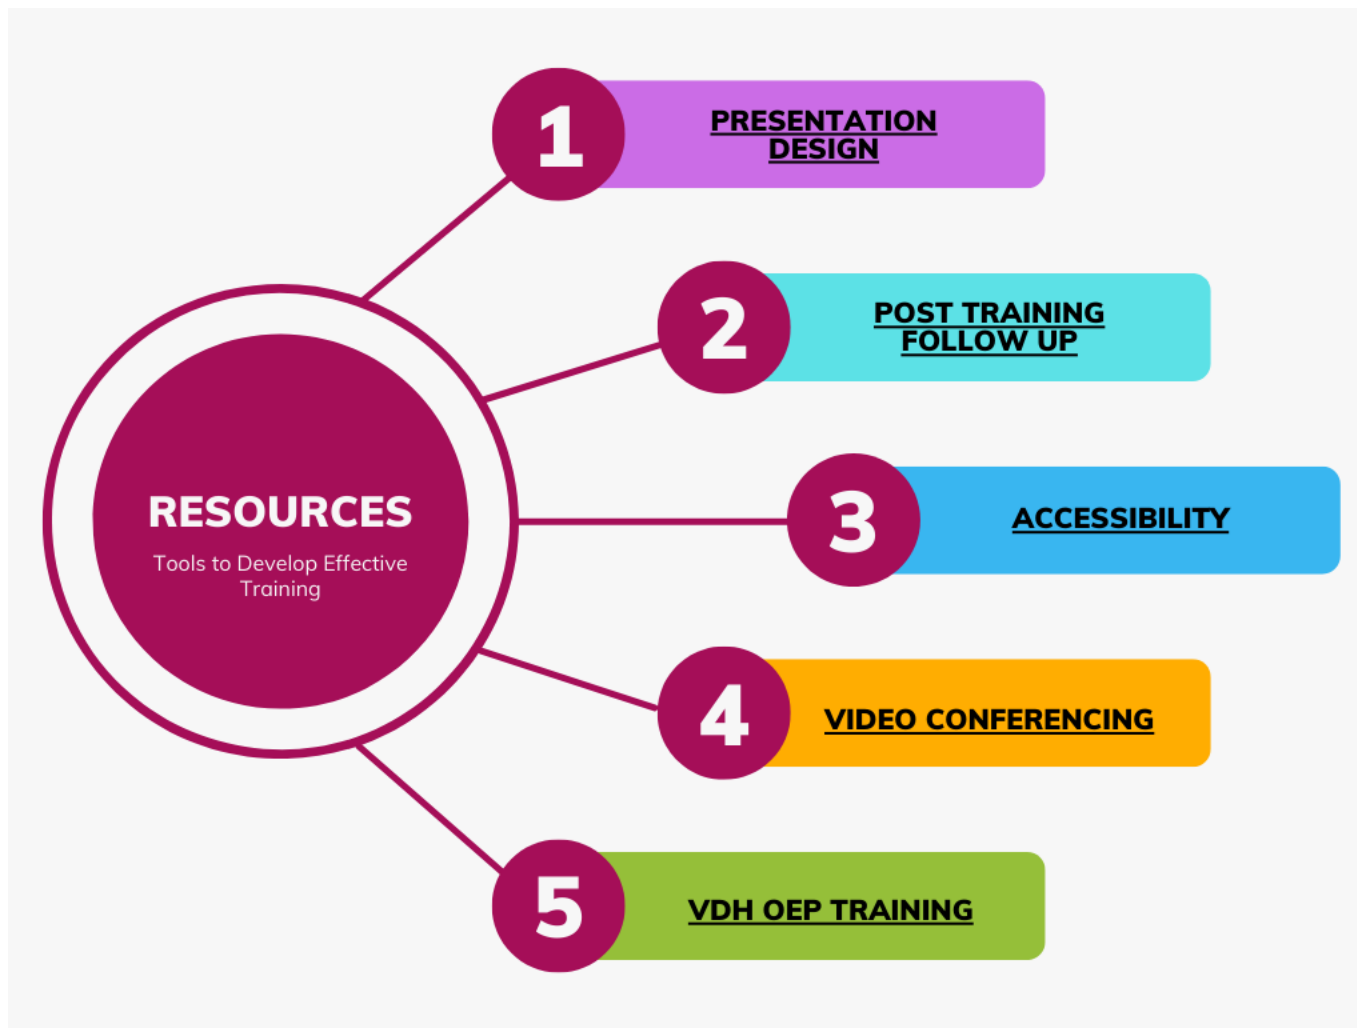 1
PRESENTATION
DESIGN
2
POST TRAINING
FOLLOW UP
RESOURCES
Tools to Develop Effective
Training
3
ACCESSIBILITY
4
VIDEO CONFERENCING
5
VDH OEP TRAINING